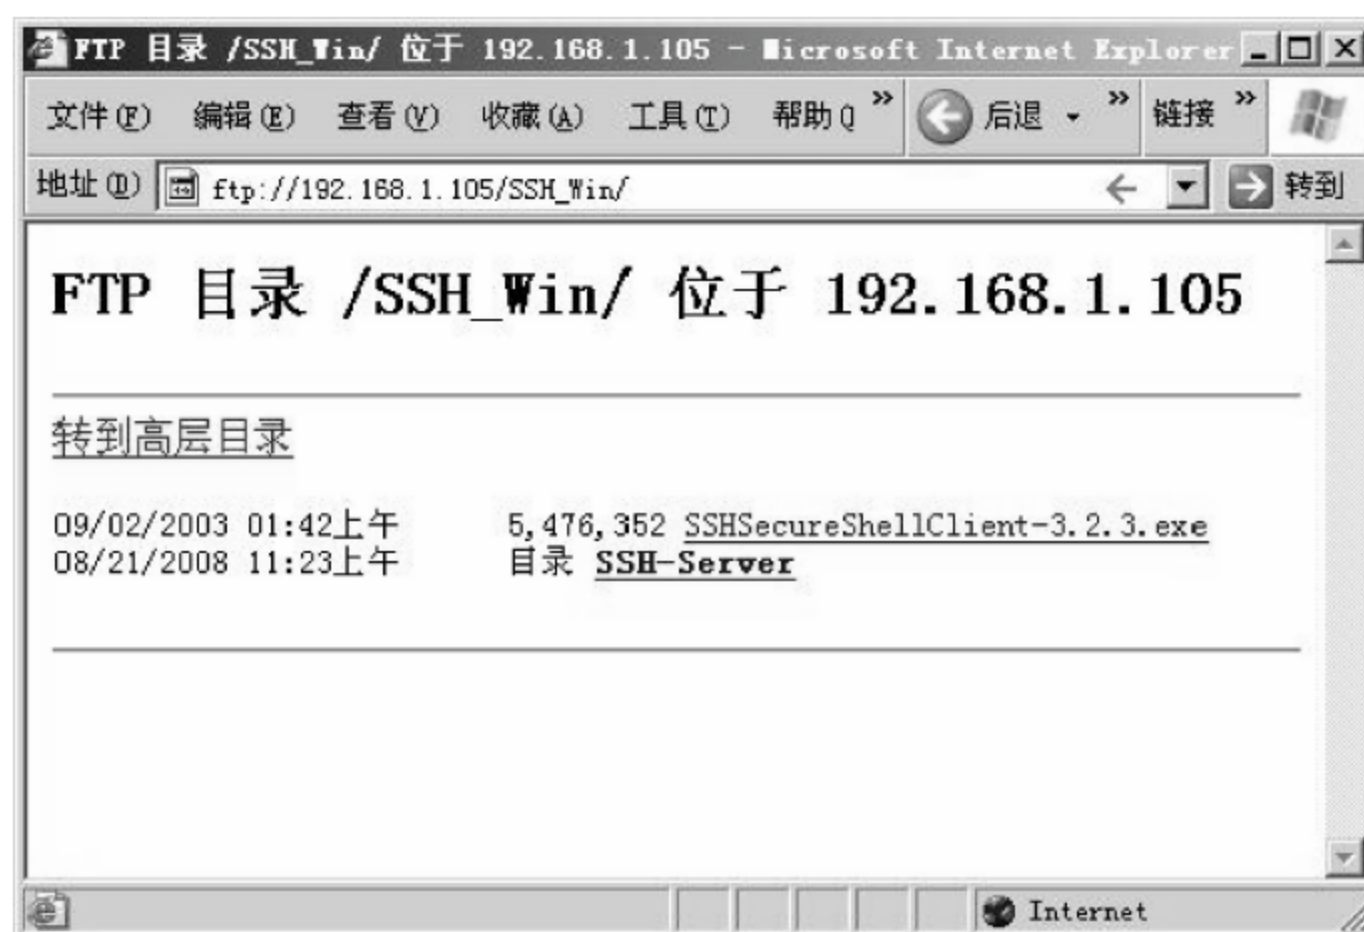 FTP 目录 /SSH_Win/ 位于 192.168.1.105 - Microsoft Internet Explorer
文件(F) 编辑(E) 查看(V) 收藏(A) 工具(T) 帮助( » 后退 » 链接 »
地址(D) ftp://192.168.1.105/SSH_Win/ 转到
FTP 目录 /SSH_Win/ 位于 192.168.1.105
转到高层目录
09/02/2003 01:42上午 5,476,352 SSHSecureShellClient-3.2.3.exe
08/21/2008 11:23上午 目录 SSH-Server
Internet